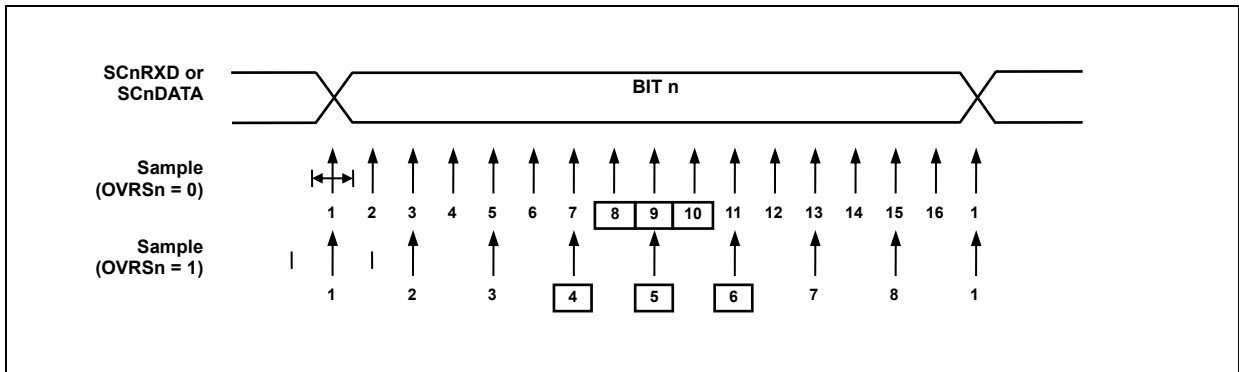 SCnRXD or
SCnDATA
BIT n
Sample
(OVRSn = 0)
1 2 3 4 5 6 7 8 9 10 11 12 13 14 15 16 1
Sample
(OVRSn = 1)
1 2 3 4 5 6 7 8 1